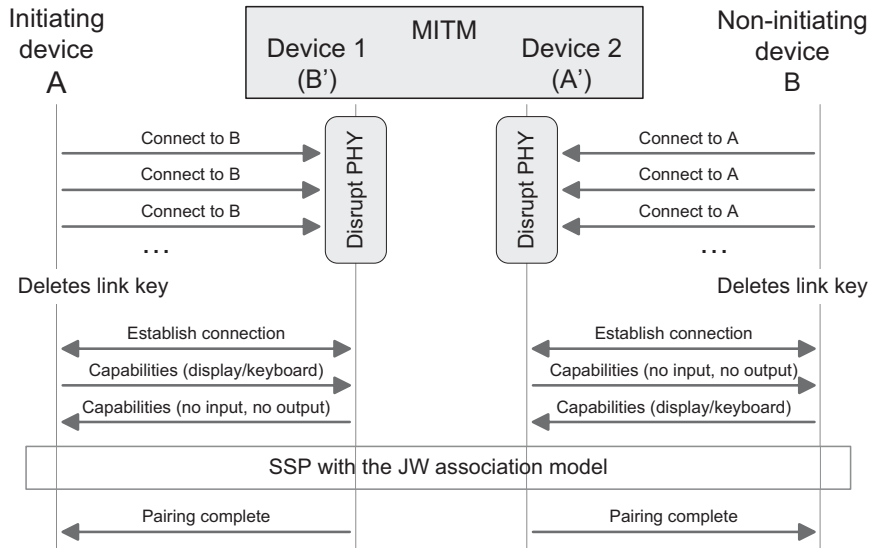 Initiating
device
A
MITM
Device 1
(B’)
Device 2
(A’)
Non-initiating
device
B
Connect to B
Connect to B
Connect to B
...
Disrupt PHY
Disrupt PHY
Connect to A
Connect to A
Connect to A
...
Deletes link key
Deletes link key
Establish connection
Establish connection
Capabilities (display/keyboard)
Capabilities (no input, no output)
Capabilities (no input, no output)
Capabilities (display/keyboard)
SSP with the JW association model
Pairing complete
Pairing complete